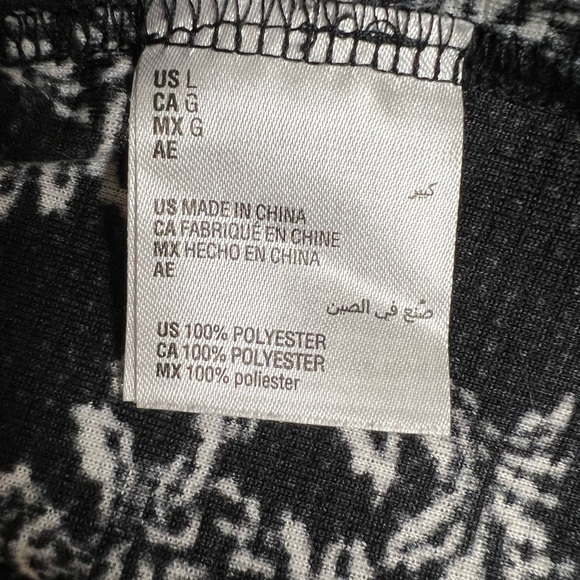 US L
CA G
MX G
AE
كبير
US MADE IN CHINA
CA FABRIQUÉ EN CHINE
MX HECHO EN CHINA
AE
صُنع في الصين
US 100% POLYESTER
CA 100% POLYESTER
MX 100% poliester